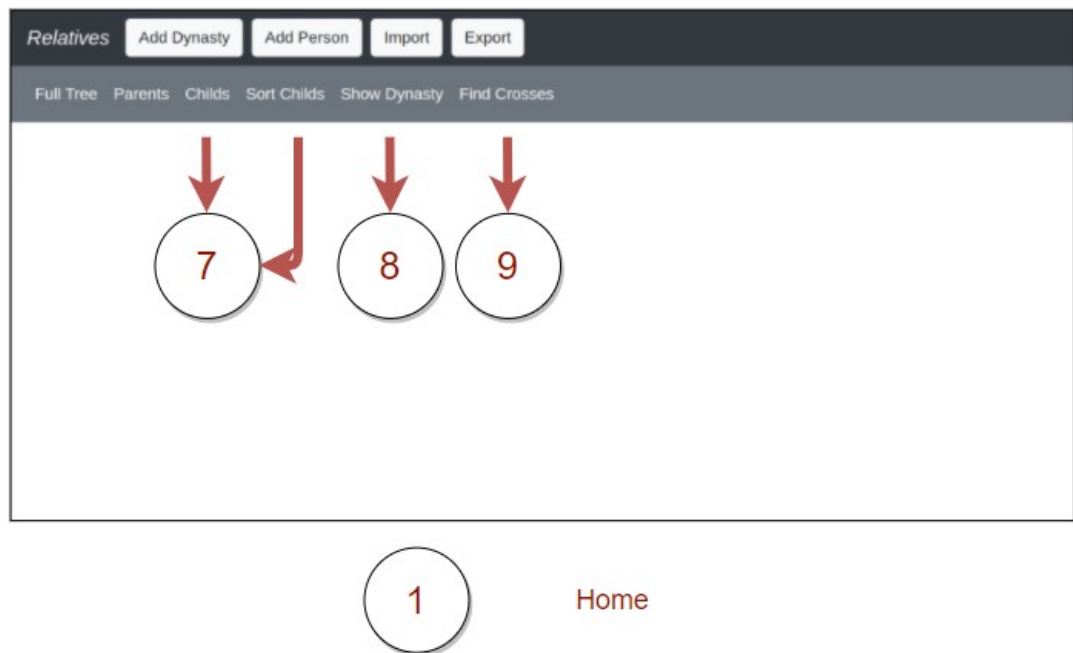 Relatives Add Dynasty Add Person Import Export
Full Tree Parents Childs Sort Childs Show Dynasty Find Crosses
7 8 9
1 Home